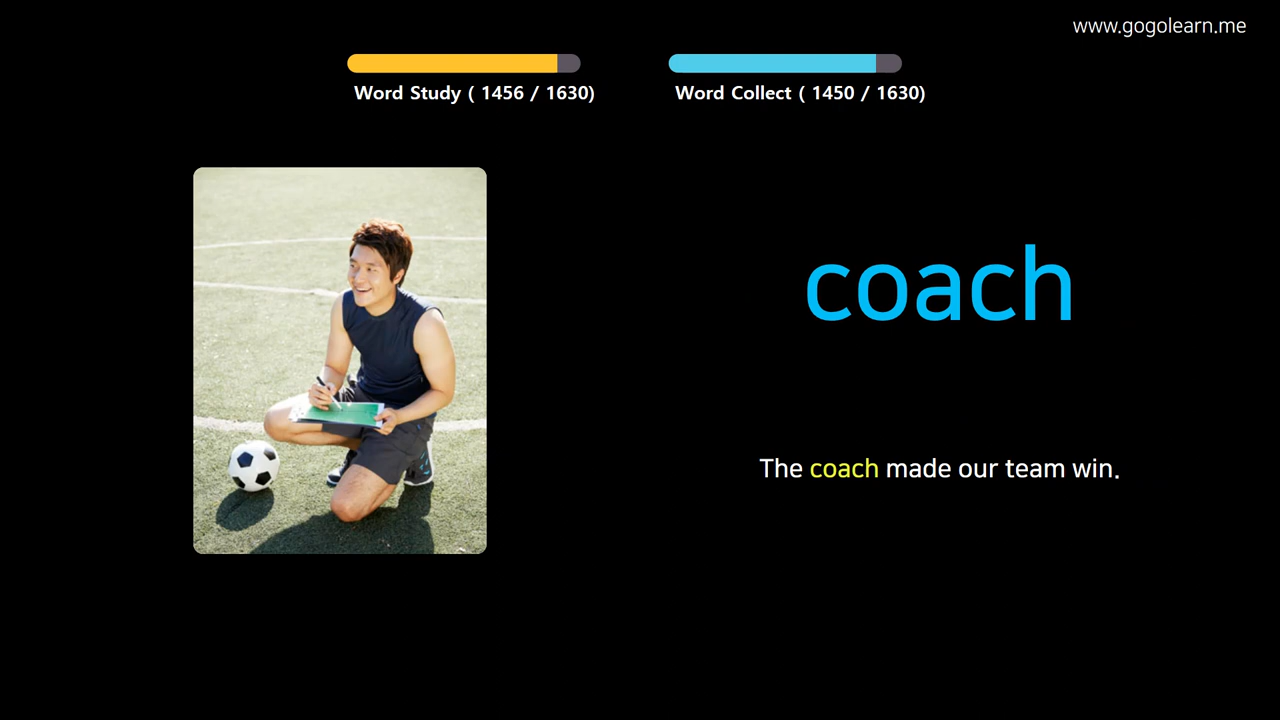 www.gogolearn.me
Word Study ( 1456 / 1630)
Word Collect ( 1450 / 1630)
coach
The coach made our team win.